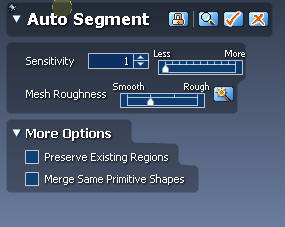 Auto Segment
Less More
Sensitivity 1
Smooth Rough
Mesh Roughness
More Options
Preserve Existing Regions
Merge Same Primitive Shapes